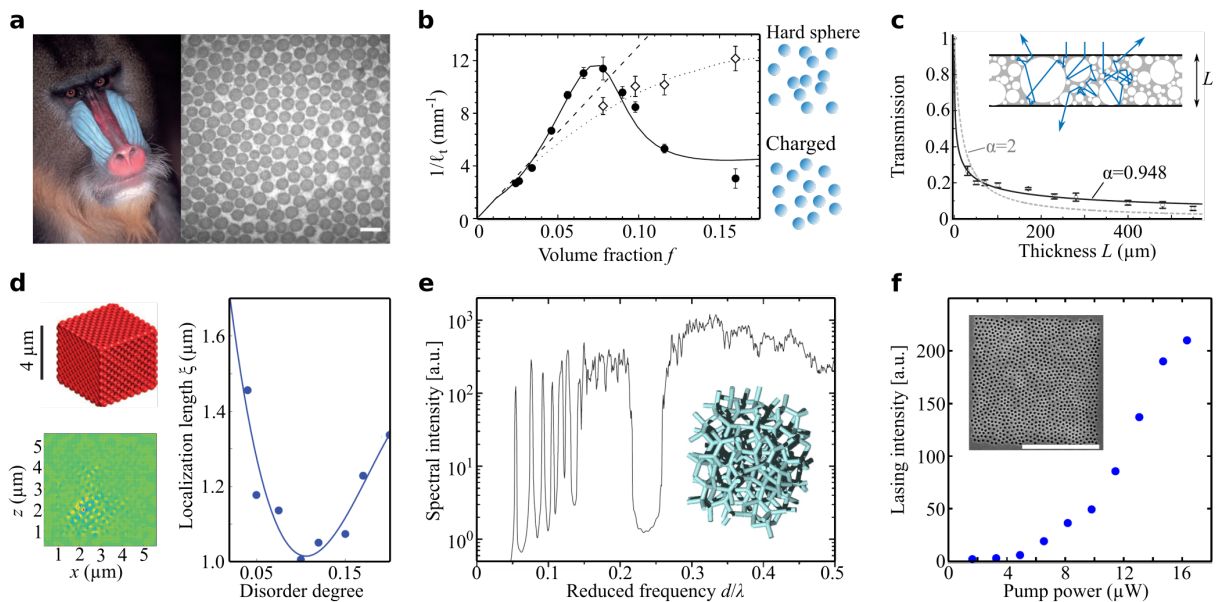 a
b
12
8
4
0
1/ℓt (mm⁻¹)
0
0.05
0.10
0.15
Volume fraction f
Hard sphere
Charged
c
1
0.8
0.6
0.4
0.2
0
Transmission
α=2
α=0.948
L
0
200
400
Thickness L (µm)
d
4 µm
5
4
3
2
1
z (µm)
1 2 3 4 5
x (µm)
Localization length ξ (µm)
1.6
1.4
1.2
1.0
0.05
0.15
Disorder degree
e
Spectral intensity [a.u.]
10³
10²
10¹
10⁰
0 0.1 0.2 0.3 0.4 0.5
Reduced frequency d/λ
f
Lasing intensity [a.u.]
200
150
100
50
0
0 4 8 12 16
Pump power (µW)